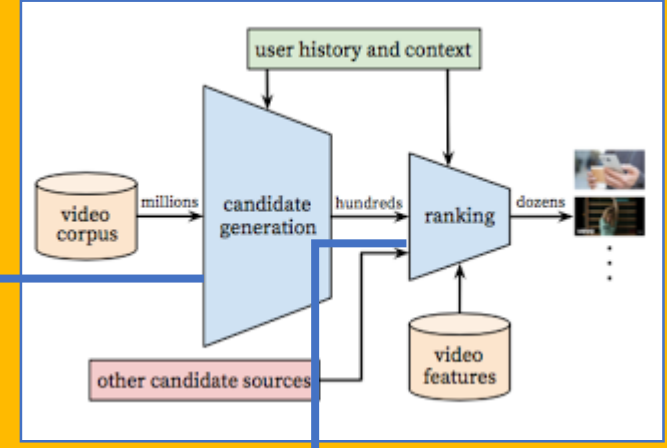 user history and context
millions
hundreds
dozens
video
corpus
candidate
generation
ranking
other candidate sources
video
features